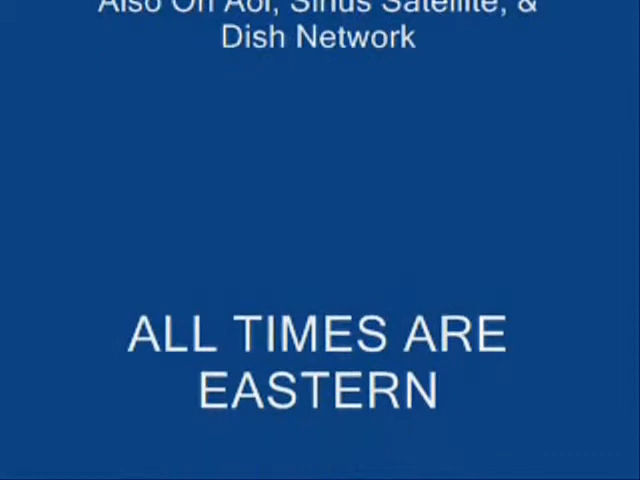 Also On Aol, Sirius Satellite, &
Dish Network
ALL TIMES ARE
EASTERN